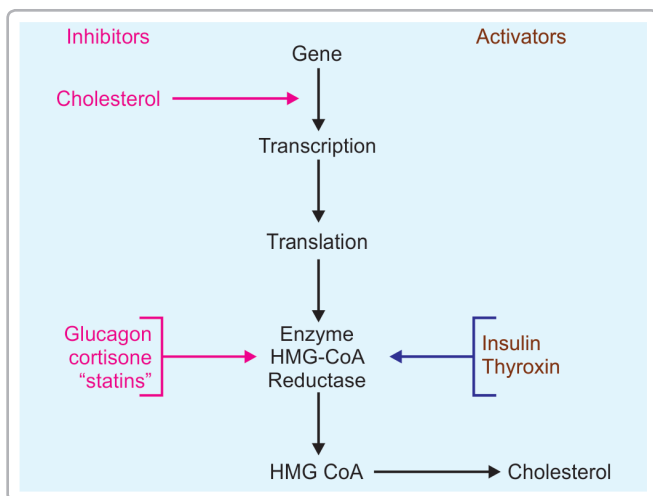 Inhibitors
Activators
Gene
Cholesterol
Transcription
Translation
Glucagon
cortisone
“statins”
Enzyme
HMG-CoA
Reductase
Insulin
Thyroxin
HMG CoA
Cholesterol